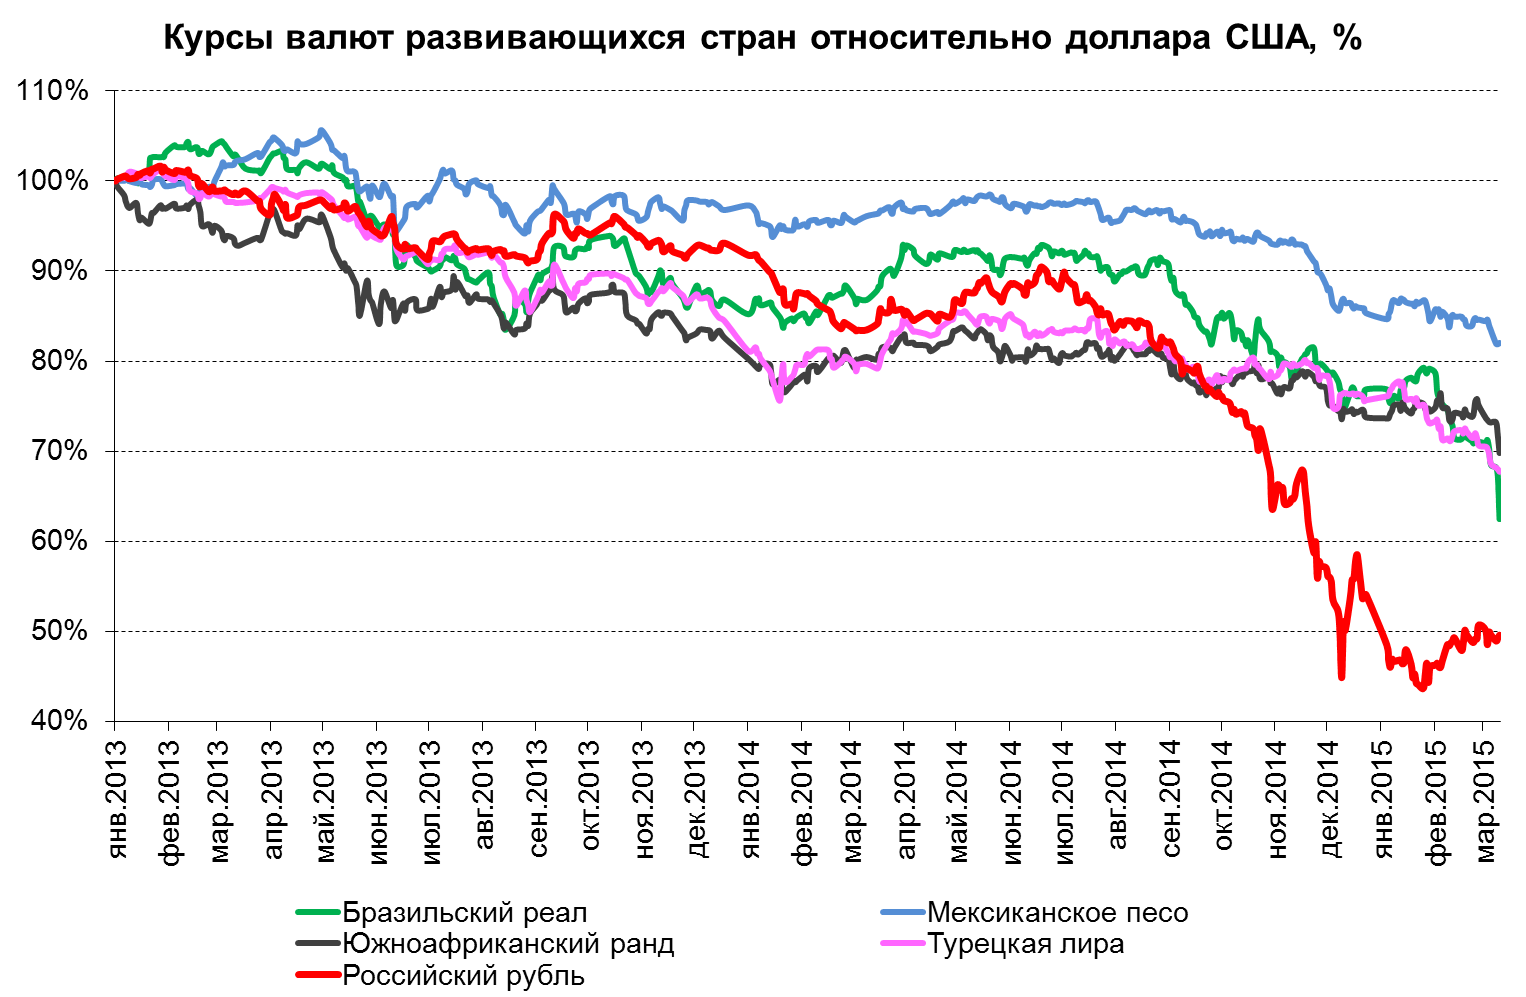 Курсы валют развивающихся стран относительно доллара США, %
110%
100%
90%
80%
70%
60%
50%
40%
янв.2013
фев.2013
мар.2013
апр.2013
май.2013
июн.2013
июл.2013
авг.2013
сен.2013
окт.2013
ноя.2013
дек.2013
янв.2014
фев.2014
мар.2014
апр.2014
май.2014
июн.2014
июл.2014
авг.2014
сен.2014
окт.2014
ноя.2014
дек.2014
янв.2015
фев.2015
мар.2015
Бразильский реал
Мексиканское песо
Южноафриканский ранд
Турецкая лира
Российский рубль